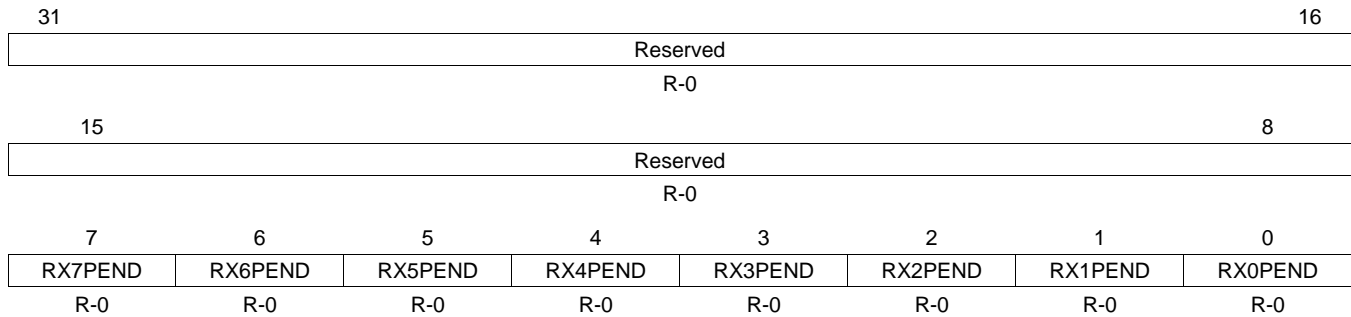 31 16
Reserved
R-0
15 8
Reserved
R-0
7 6 5 4 3 2 1 0
RX7PEND RX6PEND RX5PEND RX4PEND RX3PEND RX2PEND RX1PEND RX0PEND
R-0 R-0 R-0 R-0 R-0 R-0 R-0 R-0